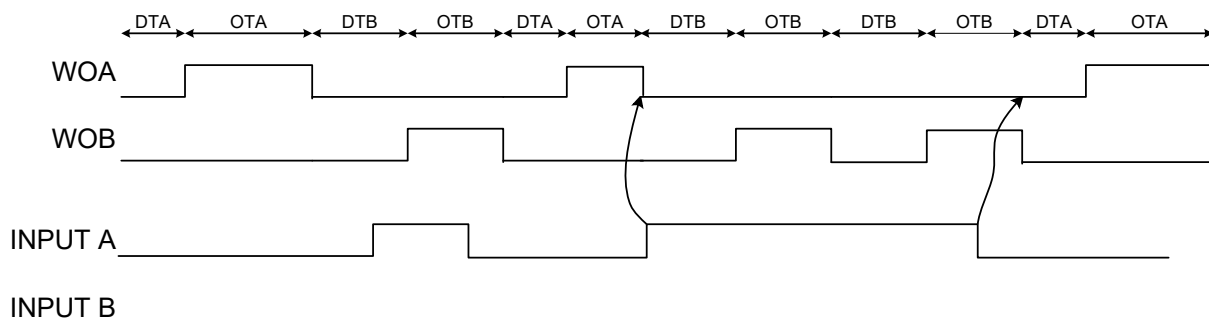 DTA OTA DTB OTB DTA OTA DTB OTB DTB OTB DTA OTA
WOA
WOB
INPUT A
INPUT B